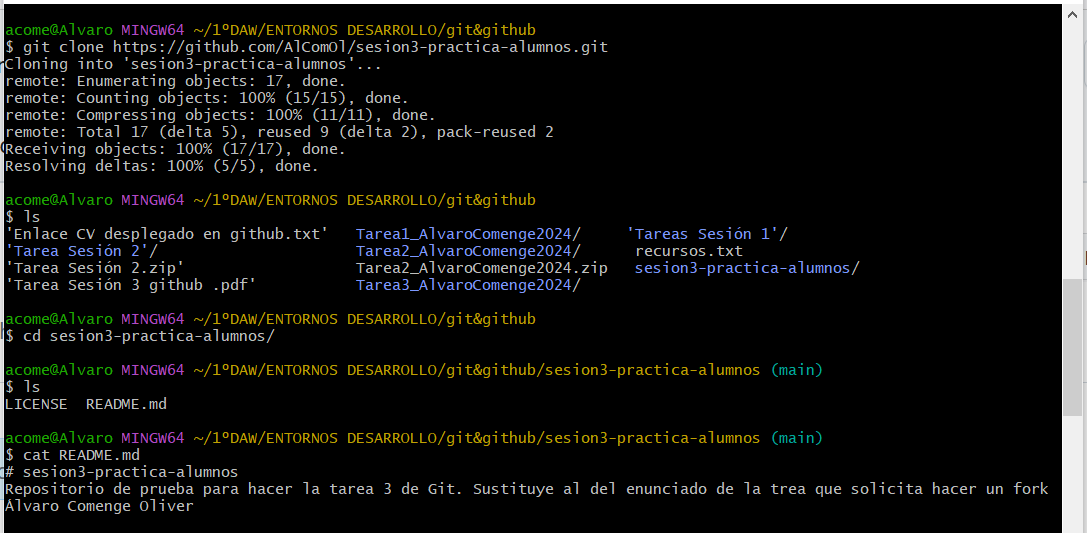 acome@Alvaro MINGW64 ~/1ºDAW/ENTORNOS DESARROLLO/git&github
$ git clone https://github.com/AlComOl/sesion3-practica-alumnos.git
Cloning into 'sesion3-practica-alumnos'...
remote: Enumerating objects: 17, done.
remote: Counting objects: 100% (15/15), done.
remote: Compressing objects: 100% (11/11), done.
remote: Total 17 (delta 5), reused 9 (delta 2), pack-reused 2
Receiving objects: 100% (17/17), done.
Resolving deltas: 100% (5/5), done.
acome@Alvaro MINGW64 ~/1ºDAW/ENTORNOS DESARROLLO/git&github
$ ls
'Enlace CV desplegado en github.txt'   Tarea1_AlvaroComenge2024/     'Tareas Sesión 1'/
'Tarea Sesión 2'/                      Tarea2_AlvaroComenge2024/      recursos.txt
'Tarea Sesión 2.zip'                   Tarea2_AlvaroComenge2024.zip   sesion3-practica-alumnos/
'Tarea Sesión 3 github .pdf'           Tarea3_AlvaroComenge2024/
acome@Alvaro MINGW64 ~/1ºDAW/ENTORNOS DESARROLLO/git&github
$ cd sesion3-practica-alumnos/
acome@Alvaro MINGW64 ~/1ºDAW/ENTORNOS DESARROLLO/git&github/sesion3-practica-alumnos (main)
$ ls
LICENSE  README.md
acome@Alvaro MINGW64 ~/1ºDAW/ENTORNOS DESARROLLO/git&github/sesion3-practica-alumnos (main)
$ cat README.md
# sesion3-practica-alumnos
Repositorio de prueba para hacer la tarea 3 de Git. Sustituye al del enunciado de la trea que solicita hacer un fork
Álvaro Comenge Oliver